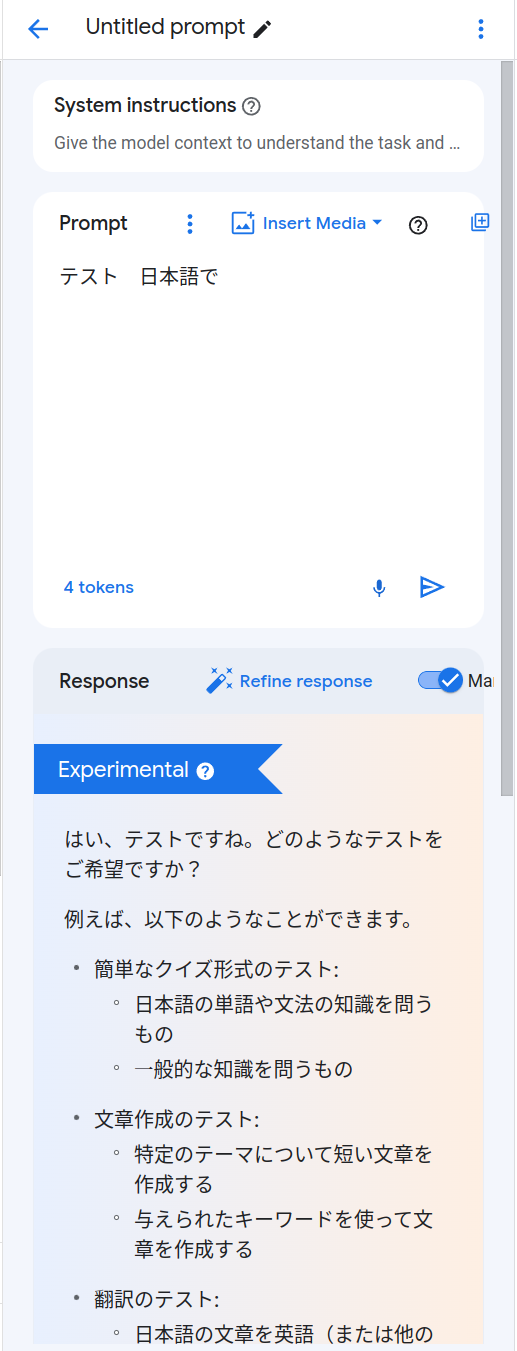 Untitled prompt
System instructions
Give the model context to understand the task and ...
Prompt
Insert Media
テスト　日本語で
4 tokens
Response
Refine response
Experimental
はい、テストですね。どのようなテストを
ご希望ですか？
例えば、以下のようなことができます。
簡単なクイズ形式のテスト:
日本語の単語や文法の知識を問う
もの
一般的な知識を問うもの
文章作成のテスト:
特定のテーマについて短い文章を
作成する
与えられたキーワードを使って文
章を作成する
翻訳のテスト:
日本語の文章を英語（または他の